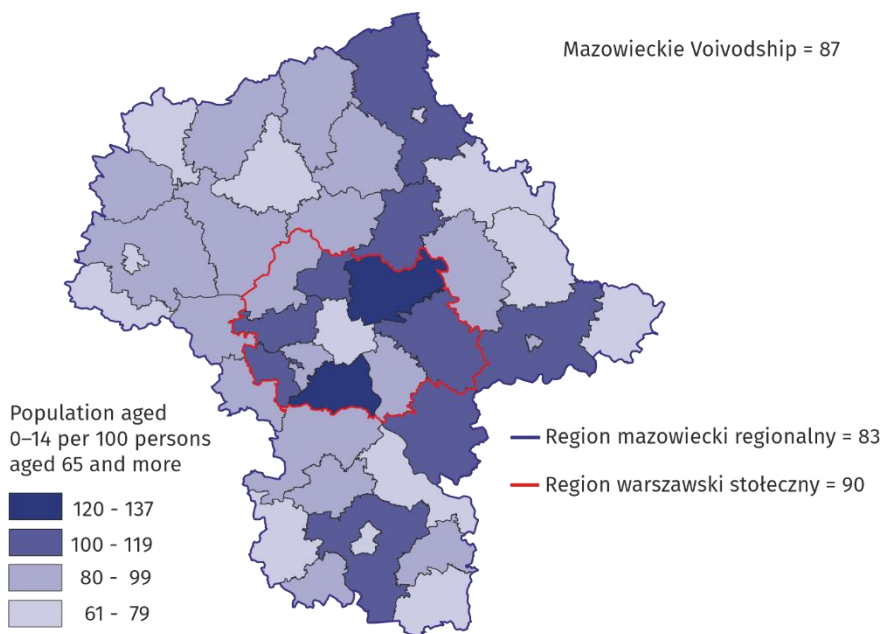 Mazowieckie Voivodship = 87
Population aged
0–14 per 100 persons
aged 65 and more
120 - 137
100 - 119
80 - 99
61 - 79
Region mazowiecki regionalny = 83
Region warszawski stołeczny = 90